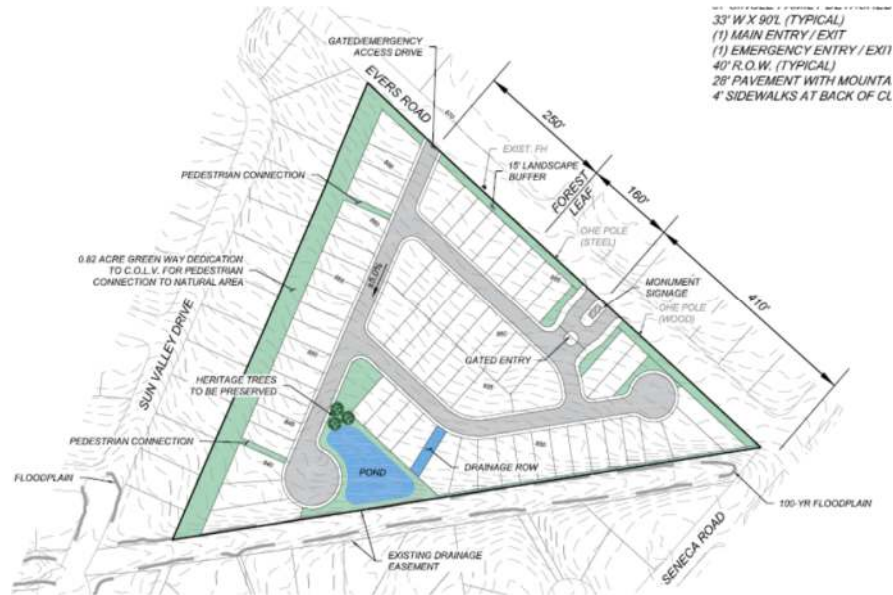 33' W X 90'L (TYPICAL)
(1) MAIN ENTRY / EXIT
(1) EMERGENCY ENTRY / EXIT
40' R.O.W. (TYPICAL)
28' PAVEMENT WITH MOUNTA
4' SIDEWALKS AT BACK OF CU
GATED/EMERGENCY
ACCESS DRIVE
EVERS ROAD
250'
160'
410'
EXIST. FH
15' LANDSCAPE
BUFFER
FOREST
LEAF
OHE POLE
(STEEL)
PEDESTRIAN CONNECTION
MONUMENT
SIGNAGE
OHE POLE
(WOOD)
0.82 ACRE GREEN WAY DEDICATION
TO C.O.L.V. FOR PEDESTRIAN
CONNECTION TO NATURAL AREA
±5.0%
GATED ENTRY
SUN VALLEY DRIVE
HERITAGE TREES
TO BE PRESERVED
PEDESTRIAN CONNECTION
DRAINAGE ROW
POND
FLOODPLAIN
100-YR FLOODPLAIN
EXISTING DRAINAGE
EASEMENT
SENECA ROAD